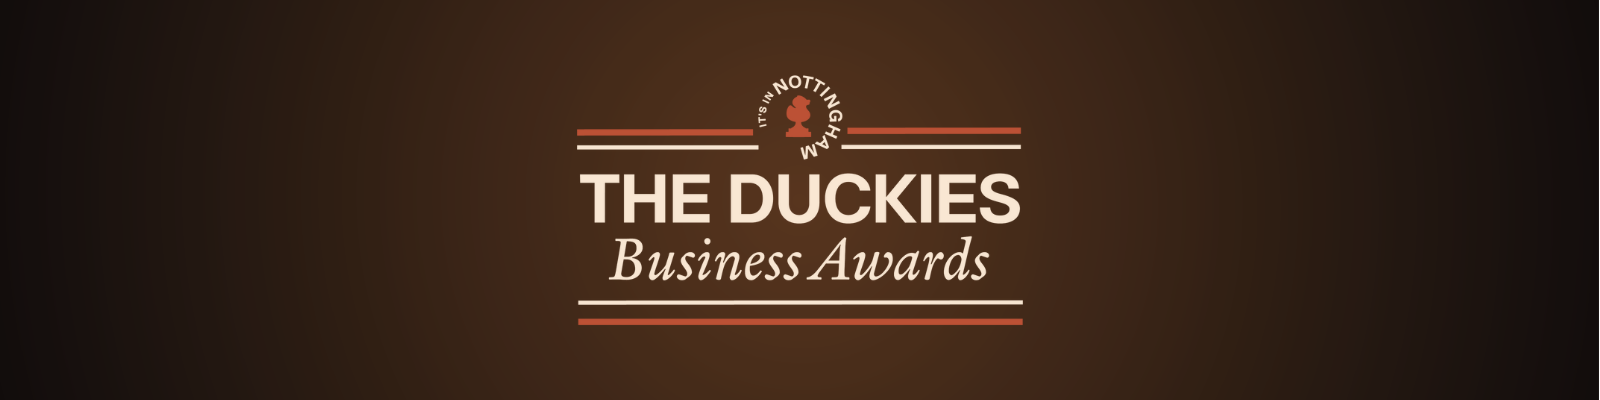 IT'S IN NOTTINGHAM
THE DUCKIES
Business Awards